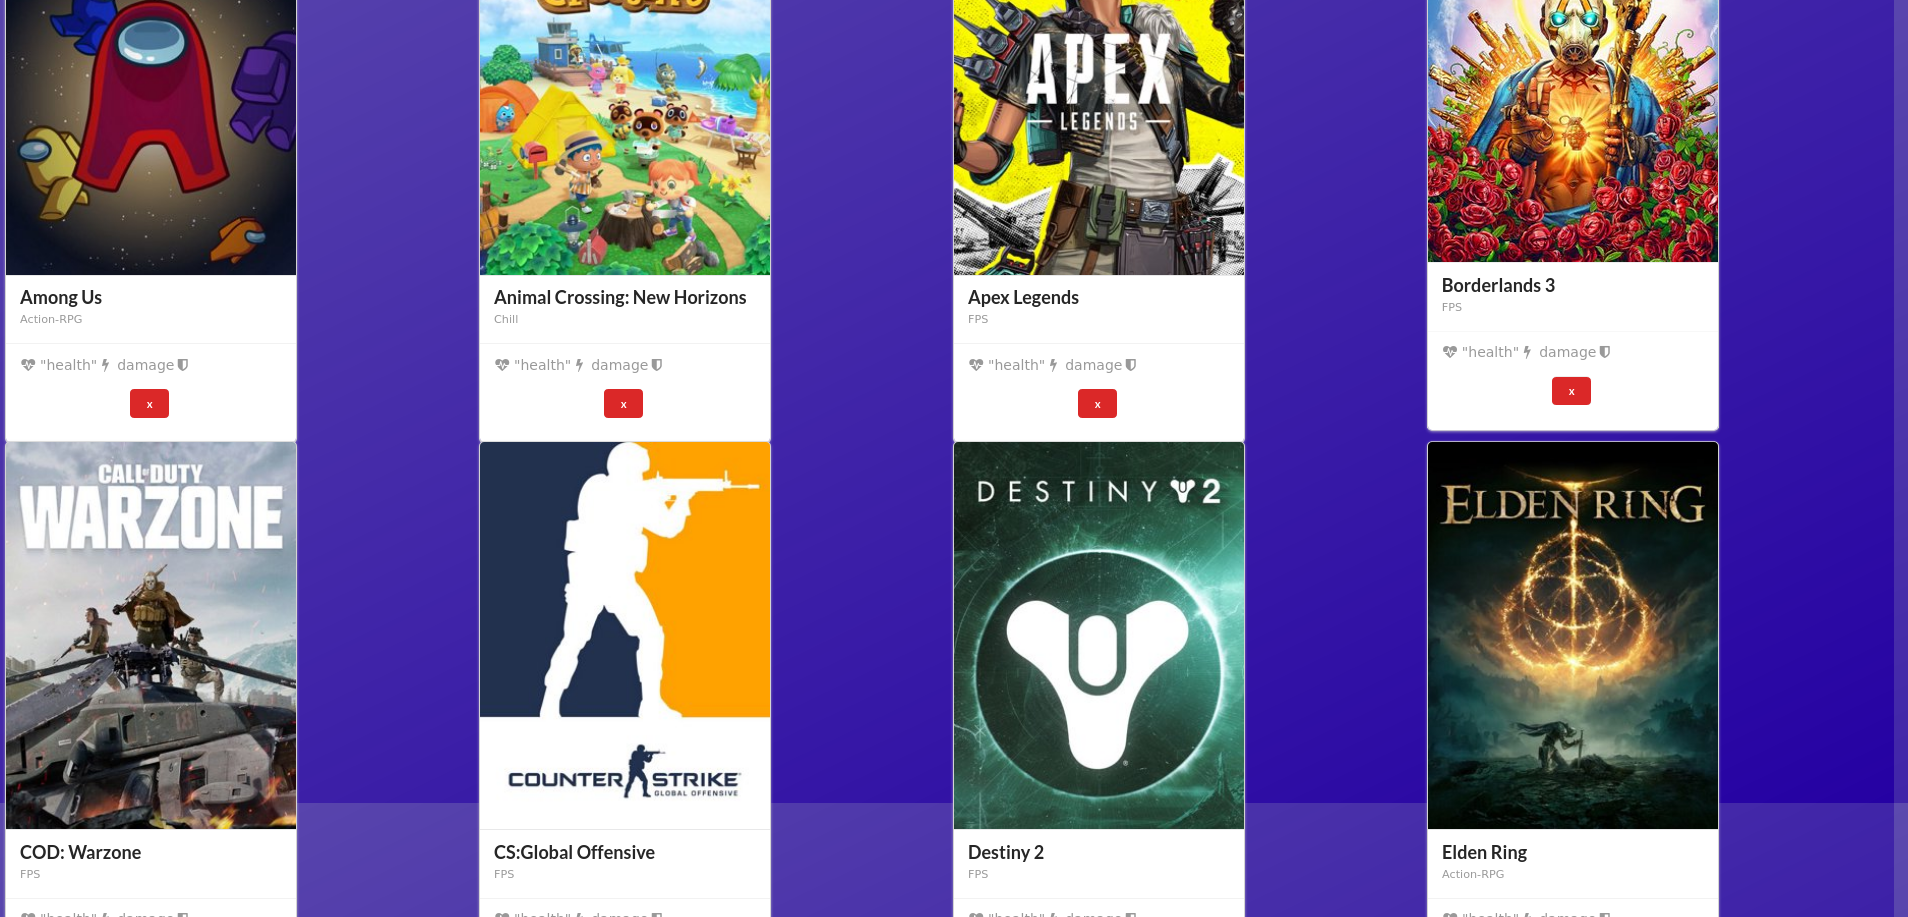 APEX
LEGENDS
Among Us
Action-RPG
"health" damage
x
Animal Crossing: New Horizons
Chill
"health" damage
x
Apex Legends
FPS
"health" damage
x
Borderlands 3
FPS
"health" damage
x
CALL OF DUTY
WARZONE
18
COUNTER STRIKE
GLOBAL OFFENSIVE
DESTINY 2
ELDEN RING
COD: Warzone
FPS
CS:Global Offensive
FPS
Destiny 2
FPS
Elden Ring
Action-RPG